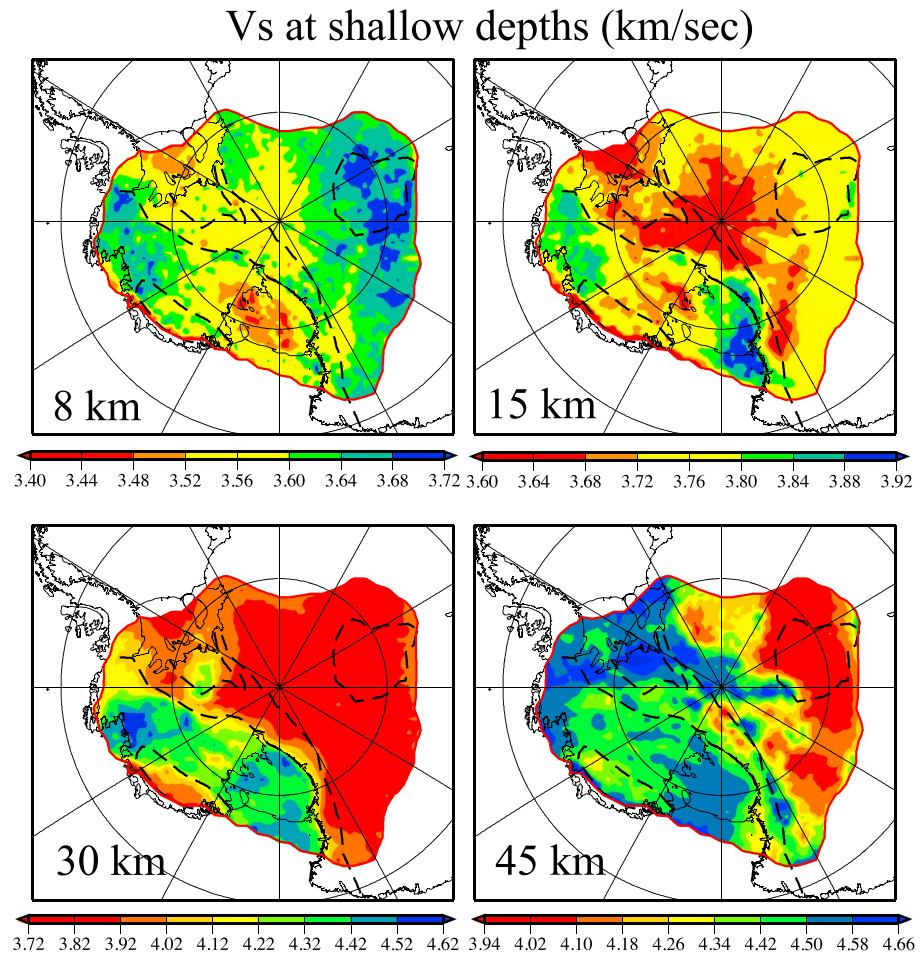 Vs at shallow depths (km/sec)
8 km
15 km
3.40 3.44 3.48 3.52 3.56 3.60 3.64 3.68 3.72
3.60 3.64 3.68 3.72 3.76 3.80 3.84 3.88 3.92
30 km
45 km
3.72 3.82 3.92 4.02 4.12 4.22 4.32 4.42 4.52 4.62
3.94 4.02 4.10 4.18 4.26 4.34 4.42 4.50 4.58 4.66